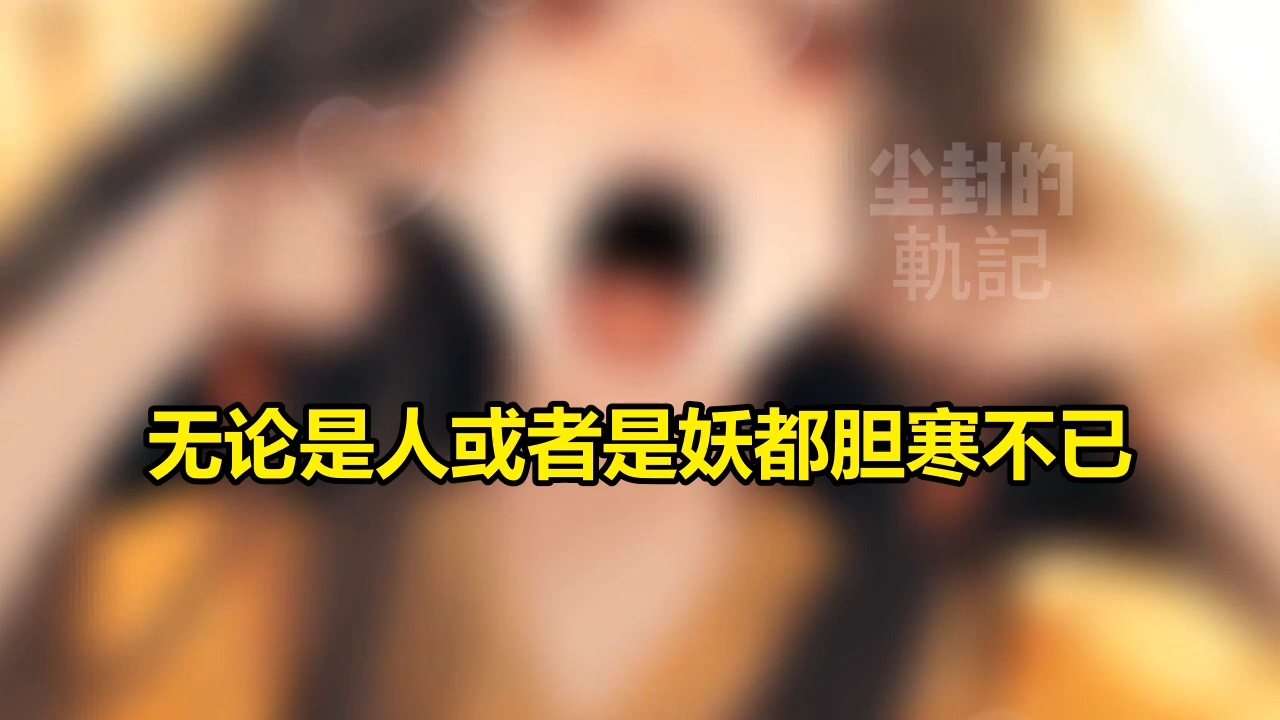 尘封的
軌記
无论是人或者是妖都胆寒不已